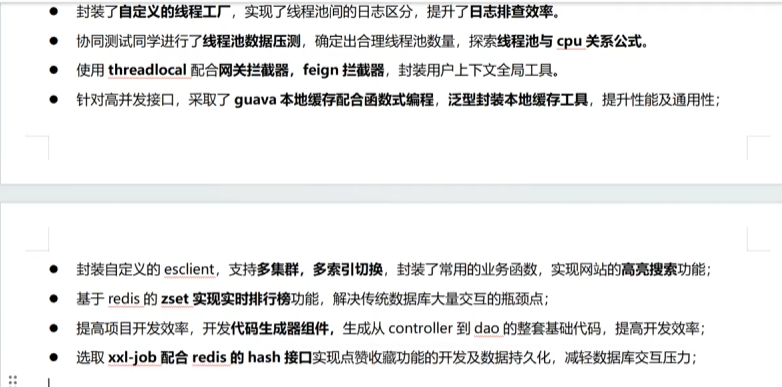 ● 封装了自定义的线程工厂，实现了线程池间的日志区分，提升了日志排查效率。
● 协同测试同学进行了线程池数据压测，确定出合理线程池数量，探索线程池与 cpu 关系公式。
● 使用 threadlocal 配合网关拦截器，feign 拦截器，封装用户上下文全局工具。
● 针对高并发接口，采取了 guava 本地缓存配合函数式编程，泛型封装本地缓存工具，提升性能及通用性；
● 封装自定义的 esclient，支持多集群，多索引切换，封装了常用的业务函数，实现网站的高亮搜索功能；
● 基于 redis 的 zset 实现实时排行榜功能，解决传统数据库大量交互的瓶颈点；
● 提高项目开发效率，开发代码生成器组件，生成从 controller 到 dao 的整套基础代码，提高开发效率；
● 选取 xxl-job 配合 redis 的 hash 接口实现点赞收藏功能的开发及数据持久化，减轻数据库交互压力；